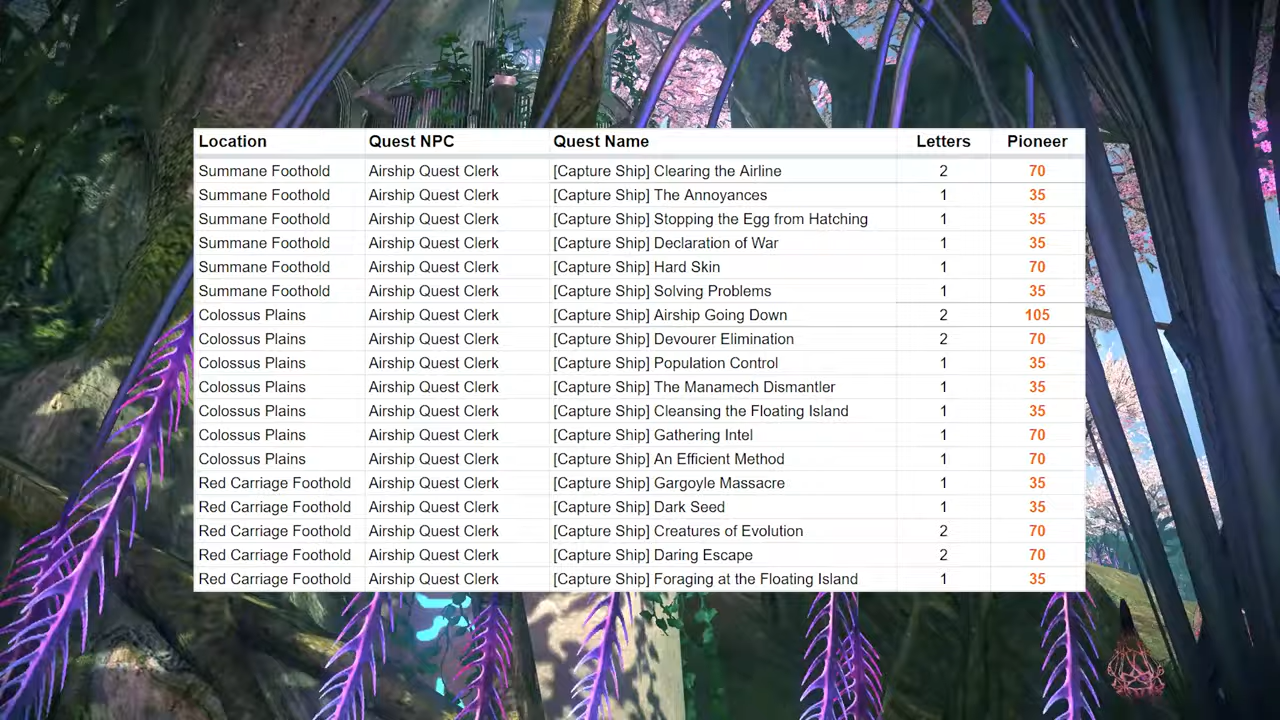 Location Quest NPC Quest Name Letters Pioneer
Summane Foothold Airship Quest Clerk [Capture Ship] Clearing the Airline 2 70
Summane Foothold Airship Quest Clerk [Capture Ship] The Annoyances 1 35
Summane Foothold Airship Quest Clerk [Capture Ship] Stopping the Egg from Hatching 1 35
Summane Foothold Airship Quest Clerk [Capture Ship] Declaration of War 1 35
Summane Foothold Airship Quest Clerk [Capture Ship] Hard Skin 1 70
Summane Foothold Airship Quest Clerk [Capture Ship] Solving Problems 1 35
Colossus Plains Airship Quest Clerk [Capture Ship] Airship Going Down 2 105
Colossus Plains Airship Quest Clerk [Capture Ship] Devourer Elimination 2 70
Colossus Plains Airship Quest Clerk [Capture Ship] Population Control 1 35
Colossus Plains Airship Quest Clerk [Capture Ship] The Manamech Dismantler 1 35
Colossus Plains Airship Quest Clerk [Capture Ship] Cleansing the Floating Island 1 35
Colossus Plains Airship Quest Clerk [Capture Ship] Gathering Intel 1 70
Colossus Plains Airship Quest Clerk [Capture Ship] An Efficient Method 1 70
Red Carriage Foothold Airship Quest Clerk [Capture Ship] Gargoyle Massacre 1 35
Red Carriage Foothold Airship Quest Clerk [Capture Ship] Dark Seed 1 35
Red Carriage Foothold Airship Quest Clerk [Capture Ship] Creatures of Evolution 2 70
Red Carriage Foothold Airship Quest Clerk [Capture Ship] Daring Escape 2 70
Red Carriage Foothold Airship Quest Clerk [Capture Ship] Foraging at the Floating Island 1 35